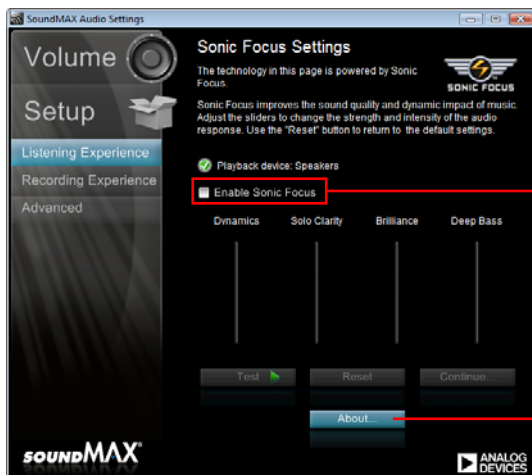 SoundMAX Audio Settings
Volume
Setup
Listening Experience
Recording Experience
Advanced
Sonic Focus Settings
The technology in this page is powered by Sonic
Focus.
SONIC FOCUS
Sonic Focus improves the sound quality and dynamic impact of music.
Adjust the sliders to change the strength and intensity of the audio
response. Use the "Reset" button to return to the default settings.
Playback device: Speakers
Enable Sonic Focus
Dynamics Solo Clarity Brilliance Deep Bass
Test Reset Continue...
About...
SOUNDMAX
ANALOG
DEVICES